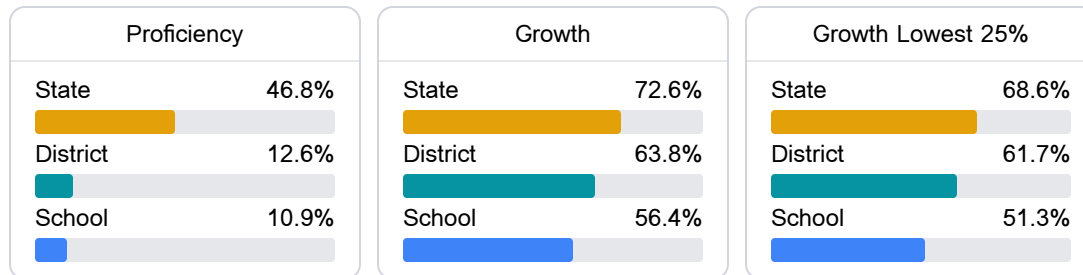 Proficiency
State 46.8%
District 12.6%
School 10.9%
Growth
State 72.6%
District 63.8%
School 56.4%
Growth Lowest 25%
State 68.6%
District 61.7%
School 51.3%